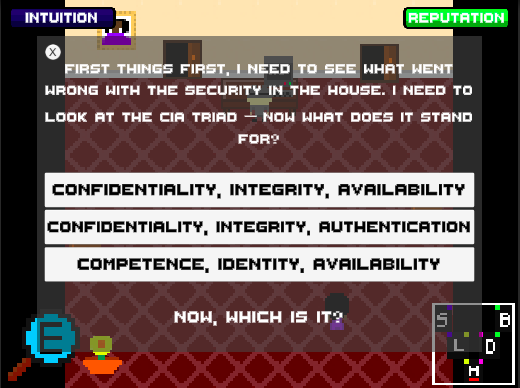 INTUITION
REPUTATION
X
FIRST THINGS FIRST, I NEED TO SEE WHAT WENT
WRONG WITH THE SECURITY IN THE HOUSE. I NEED TO
LOOK AT THE CIA TRIAD — NOW WHAT DOES IT STAND
FOR?
CONFIDENTIALITY, INTEGRITY, AVAILABILITY
CONFIDENTIALITY, INTEGRITY, AUTHENTICATION
COMPETENCE, IDENTITY, AVAILABILITY
NOW, WHICH IS IT?
E
S B
L D
H